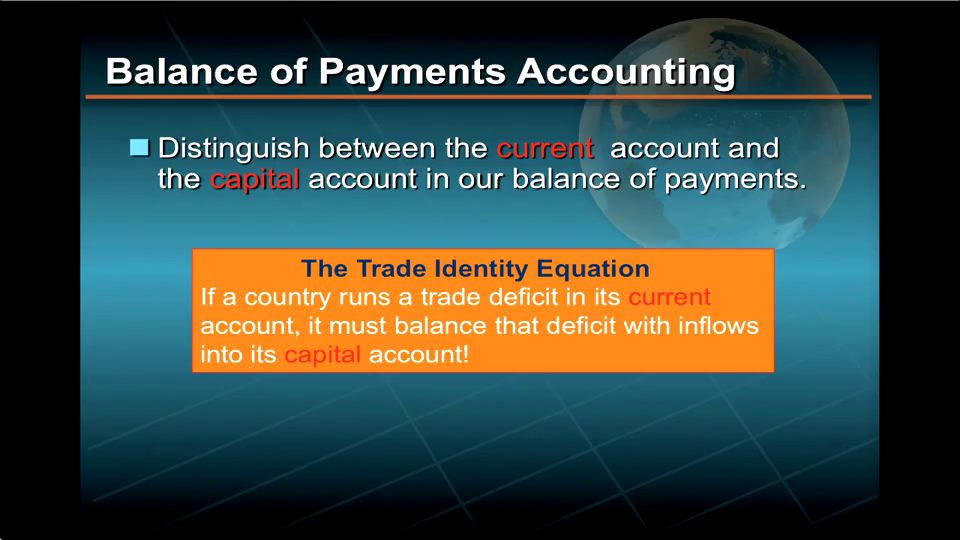 Balance of Payments Accounting
Distinguish between the current account and
the capital account in our balance of payments.
The Trade Identity Equation
If a country runs a trade deficit in its current
account, it must balance that deficit with inflows
into its capital account!